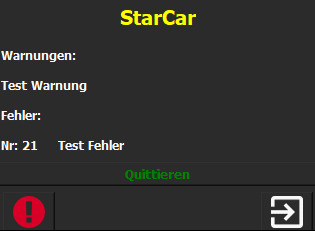 StarCar
Warnungen:
Test Warnung
Fehler:
Nr: 21 Test Fehler
Quittieren